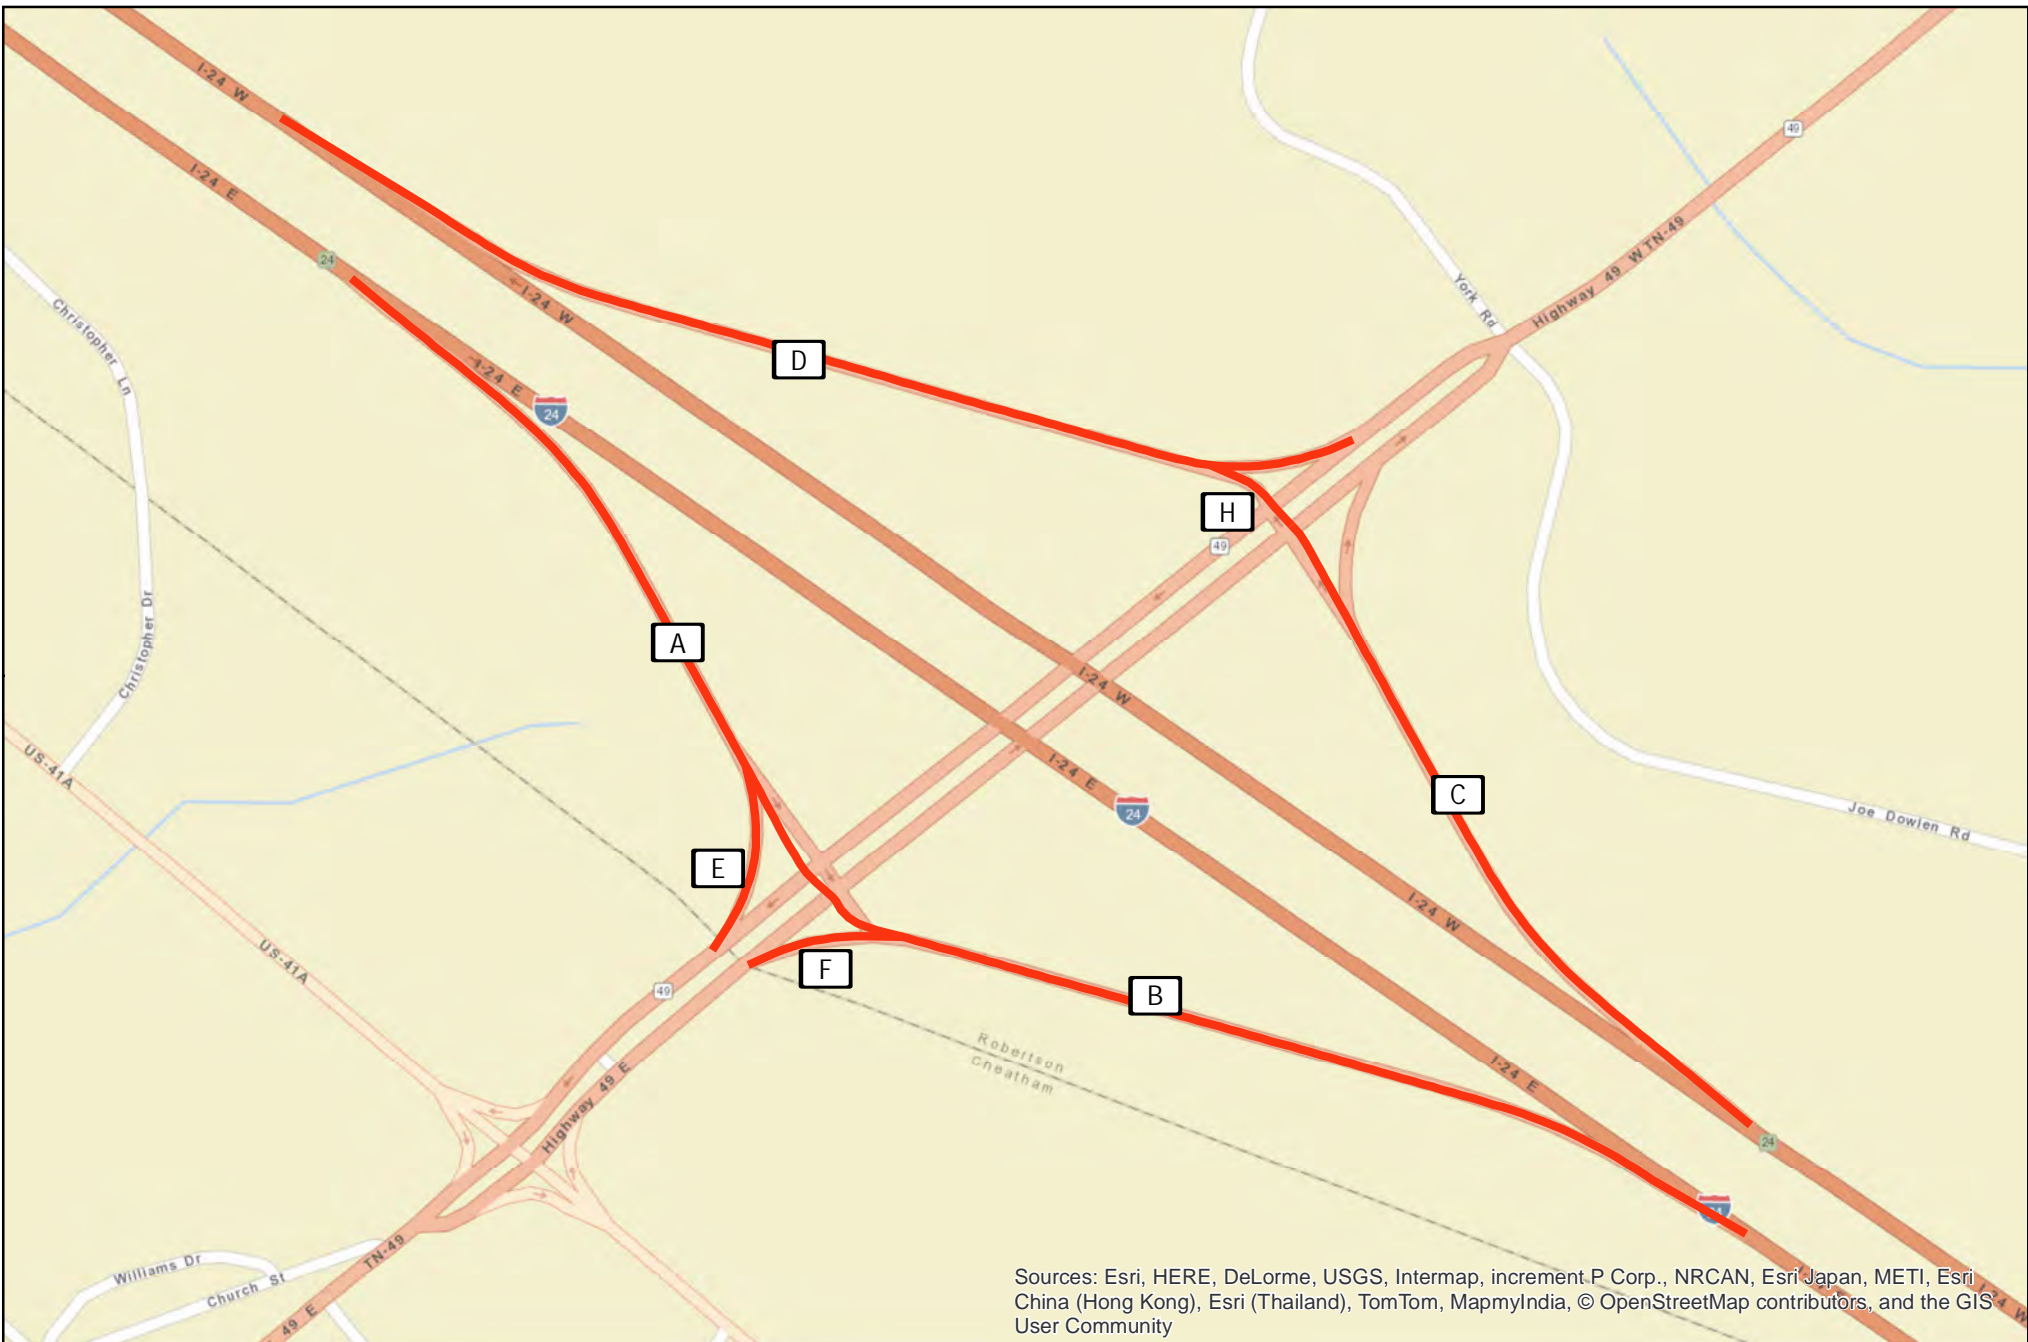 I-24 W
I-24 E
49
24
Highway 49 W TN-49
Christopher Ln
York Rd
I-24 W
I-24 E
24
D
H
49
Christopher Dr
A
I-24 W
US-41A
I-24 E
24
C
Joe Dowlen Rd
E
I-24 W
US-41A
F
49
B
Robertson
Cheatham
I-24 E
Highway 49 E
24
24
TN-49
Williams Dr
Church St
49 E
I-24 W
Sources: Esri, HERE, DeLorme, USGS, Intermap, increment P Corp., NRCAN, Esri Japan, METI, Esri
China (Hong Kong), Esri (Thailand), TomTom, MapmyIndia, © OpenStreetMap contributors, and the GIS
User Community